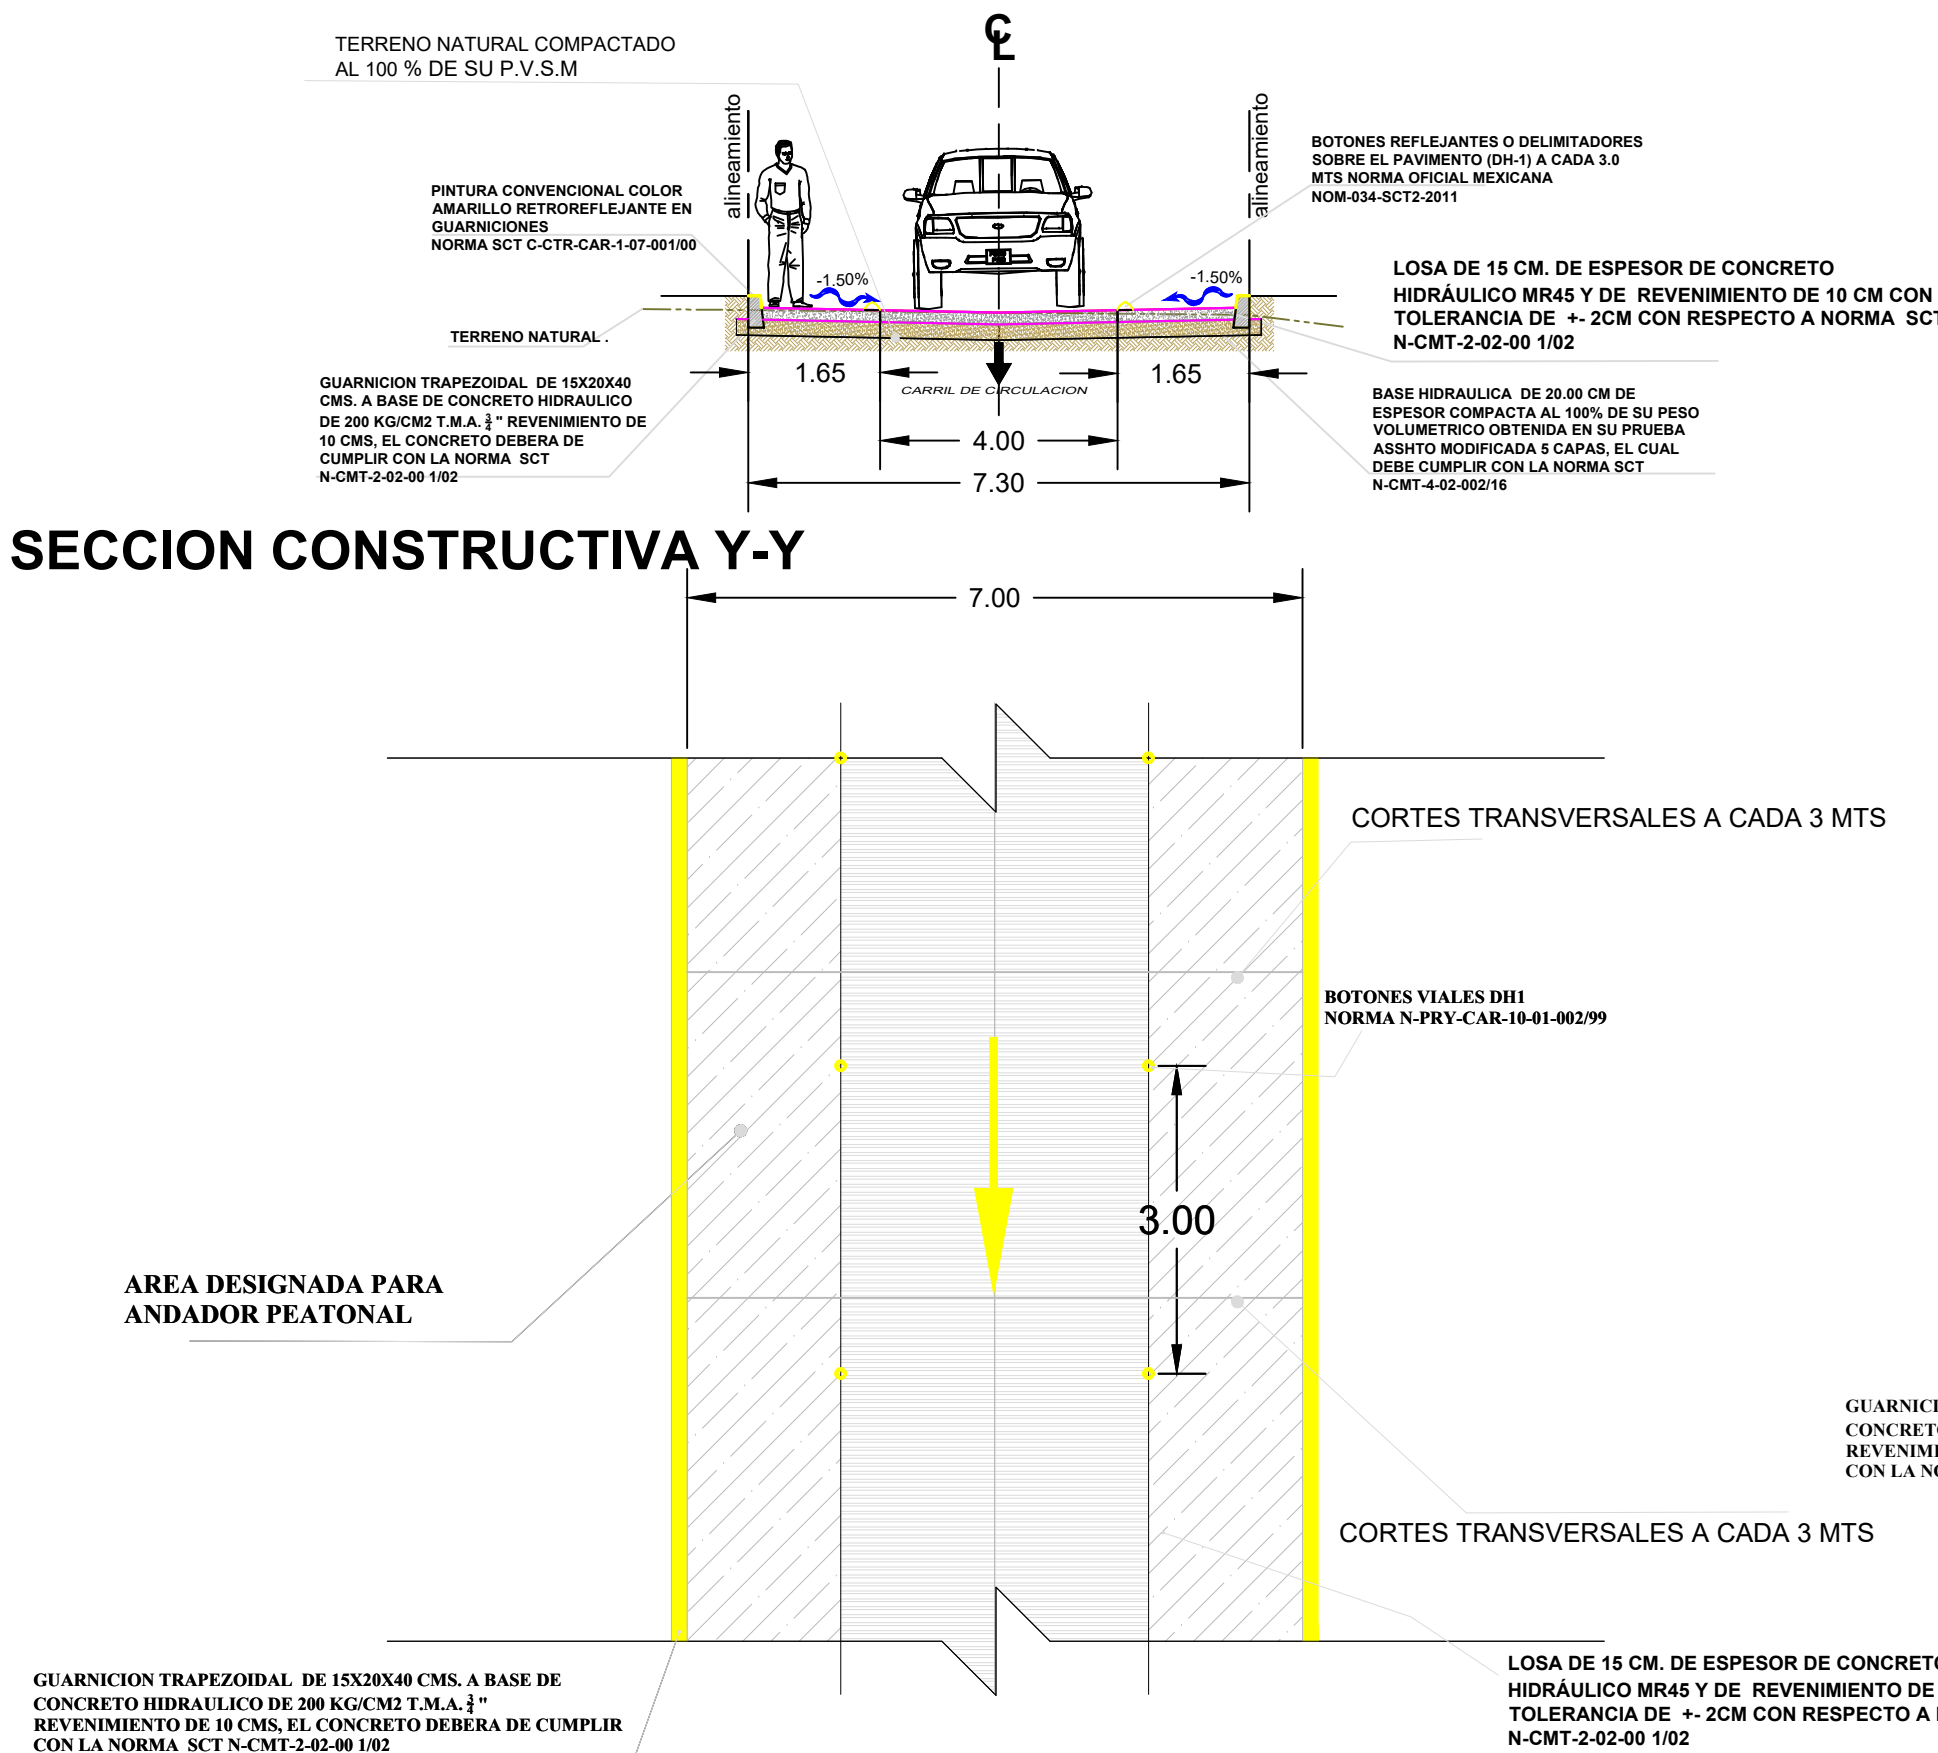 ℄
TERRENO NATURAL COMPACTADO
AL 100 % DE SU P.V.S.M
alineamiento
alineamiento
BOTONES REFLEJANTES O DELIMITADORES
SOBRE EL PAVIMENTO (DH-1) A CADA 3.0
MTS NORMA OFICIAL MEXICANA
NOM-034-SCT2-2011
PINTURA CONVENCIONAL COLOR
AMARILLO RETROREFLEJANTE EN
GUARNICIONES
NORMA SCT C-CTR-CAR-1-07-001/00
-1.50%
-1.50%
LOSA DE 15 CM. DE ESPESOR DE CONCRETO
HIDRÁULICO MR45 Y DE REVENIMIENTO DE 10 CM CON
TOLERANCIA DE +- 2CM CON RESPECTO A NORMA SCT
N-CMT-2-02-00 1/02
TERRENO NATURAL .
GUARNICION TRAPEZOIDAL DE 15X20X40
CMS. A BASE DE CONCRETO HIDRAULICO
DE 200 KG/CM2 T.M.A. 3/4 " REVENIMIENTO DE
10 CMS, EL CONCRETO DEBERA DE
CUMPLIR CON LA NORMA SCT
N-CMT-2-02-00 1/02
1.65
CARRIL DE CIRCULACION
1.65
4.00
7.30
BASE HIDRAULICA DE 20.00 CM DE
ESPESOR COMPACTA AL 100% DE SU PESO
VOLUMETRICO OBTENIDA EN SU PRUEBA
ASSHTO MODIFICADA 5 CAPAS, EL CUAL
DEBE CUMPLIR CON LA NORMA SCT
N-CMT-4-02-002/16
SECCION CONSTRUCTIVA Y-Y
7.00
CORTES TRANSVERSALES A CADA 3 MTS
BOTONES VIALES DH1
NORMA N-PRY-CAR-10-01-002/99
3.00
AREA DESIGNADA PARA
ANDADOR PEATONAL
GUARNICI
CONCRETO
REVENIMI
CON LA NO
CORTES TRANSVERSALES A CADA 3 MTS
LOSA DE 15 CM. DE ESPESOR DE CONCRETO
HIDRÁULICO MR45 Y DE REVENIMIENTO DE
TOLERANCIA DE +- 2CM CON RESPECTO A
N-CMT-2-02-00 1/02
GUARNICION TRAPEZOIDAL DE 15X20X40 CMS. A BASE DE
CONCRETO HIDRAULICO DE 200 KG/CM2 T.M.A. 3/4 "
REVENIMIENTO DE 10 CMS, EL CONCRETO DEBERA DE CUMPLIR
CON LA NORMA SCT N-CMT-2-02-00 1/02